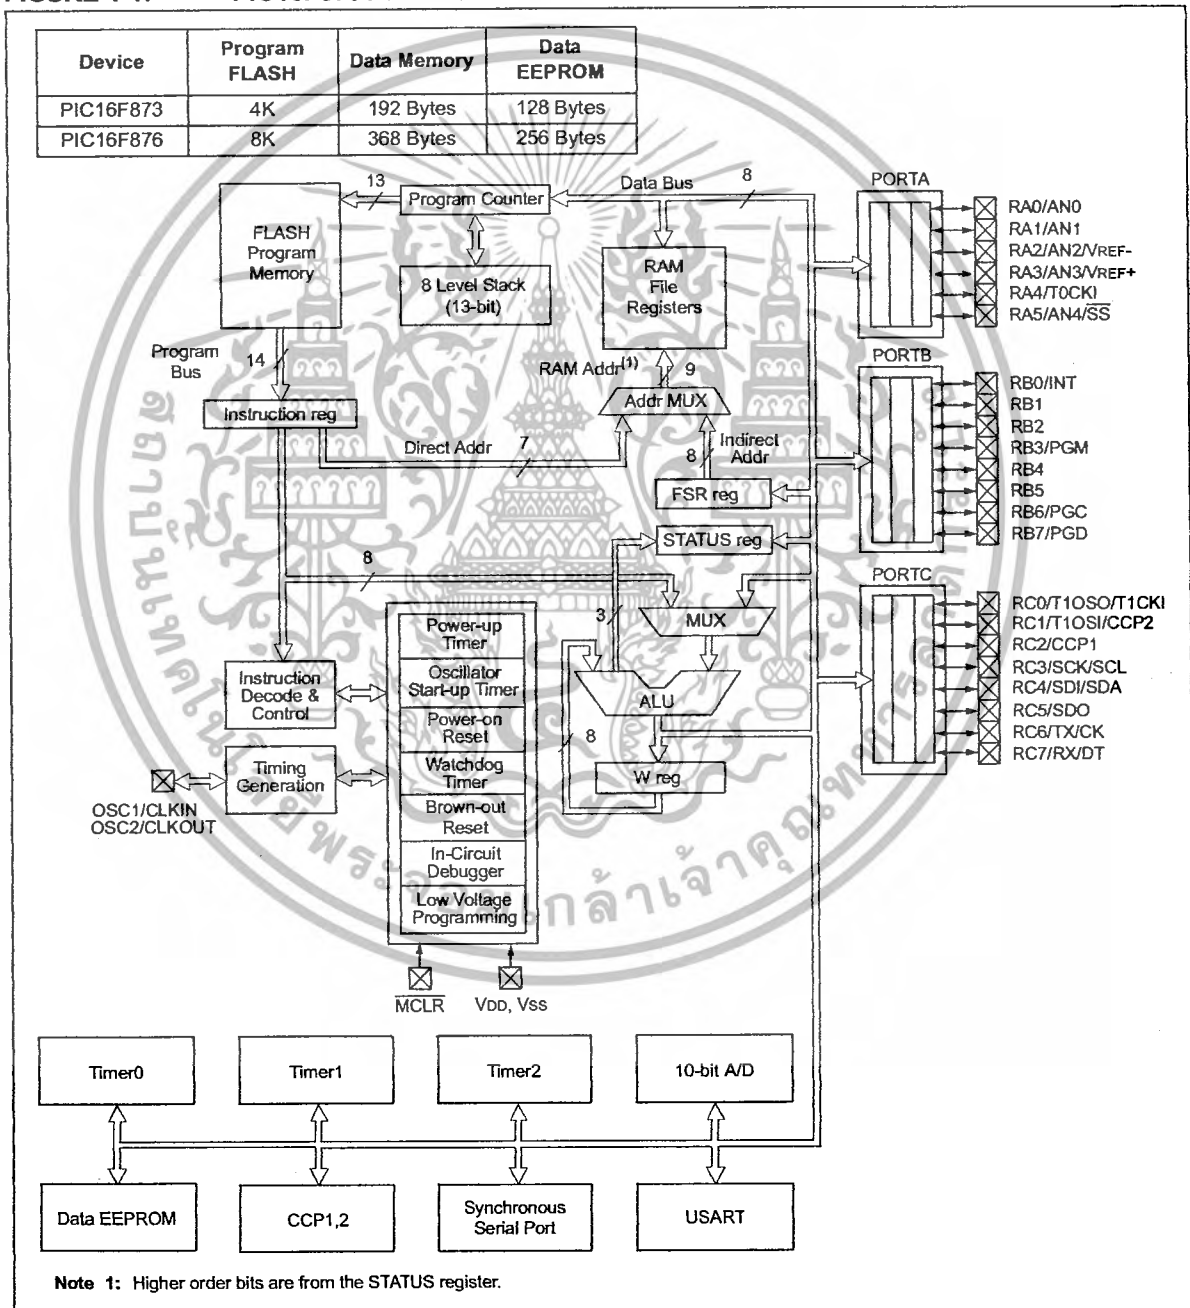 Device Program FLASH Data Memory Data EEPROM
PIC16F873 4K 192 Bytes 128 Bytes
PIC16F876 8K 368 Bytes 256 Bytes
13
Program Counter
Data Bus
8
PORTA
FLASH
Program
Memory
8 Level Stack
(13-bit)
RAM
File
Registers
RA0/AN0
RA1/AN1
RA2/AN2/VREF-
RA3/AN3/VREF+
RA4/T0CKI
RA5/AN4/SS
Program
Bus
14
RAM Addr(1)
9
PORTB
Addr MUX
Instruction reg
Direct Addr
7
8
Indirect
Addr
FSR reg
STATUS reg
RB0/INT
RB1
RB2
RB3/PGM
RB4
RB5
RB6/PGC
RB7/PGD
8
PORTC
3
MUX
ALU
8
W reg
RC0/T1OSO/T1CKI
RC1/T1OSI/CCP2
RC2/CCP1
RC3/SCK/SCL
RC4/SDI/SDA
RC5/SDO
RC6/TX/CK
RC7/RX/DT
Power-up
Timer
Oscillator
Start-up Timer
Power-on
Reset
Watchdog
Timer
Brown-out
Reset
In-Circuit
Debugger
Low Voltage
Programming
Instruction
Decode &
Control
Timing
Generation
OSC1/CLKIN
OSC2/CLKOUT
MCLR
VDD, VSS
Timer0
Timer1
Timer2
10-bit A/D
Data EEPROM
CCP1,2
Synchronous
Serial Port
USART
Note 1: Higher order bits are from the STATUS register.